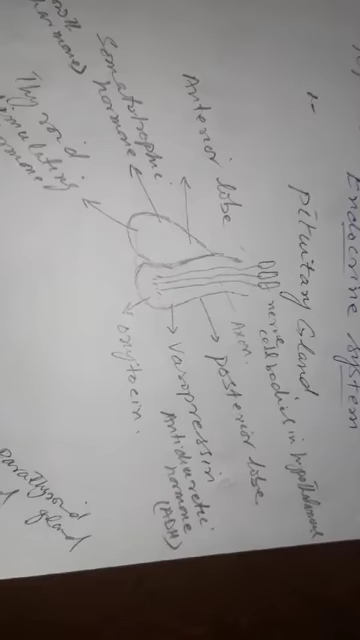 Endocrine system
1- Pituitary Gland
nerve
cell bodies in hypothalamus
Axon.
Anterior lobe
posterior lobe
Somatotrophic
hormone
hormone)
Thyroid
vasopressin
Antidiuretic
hormone
(ADH)
oxytocin.
parathyroid
gland